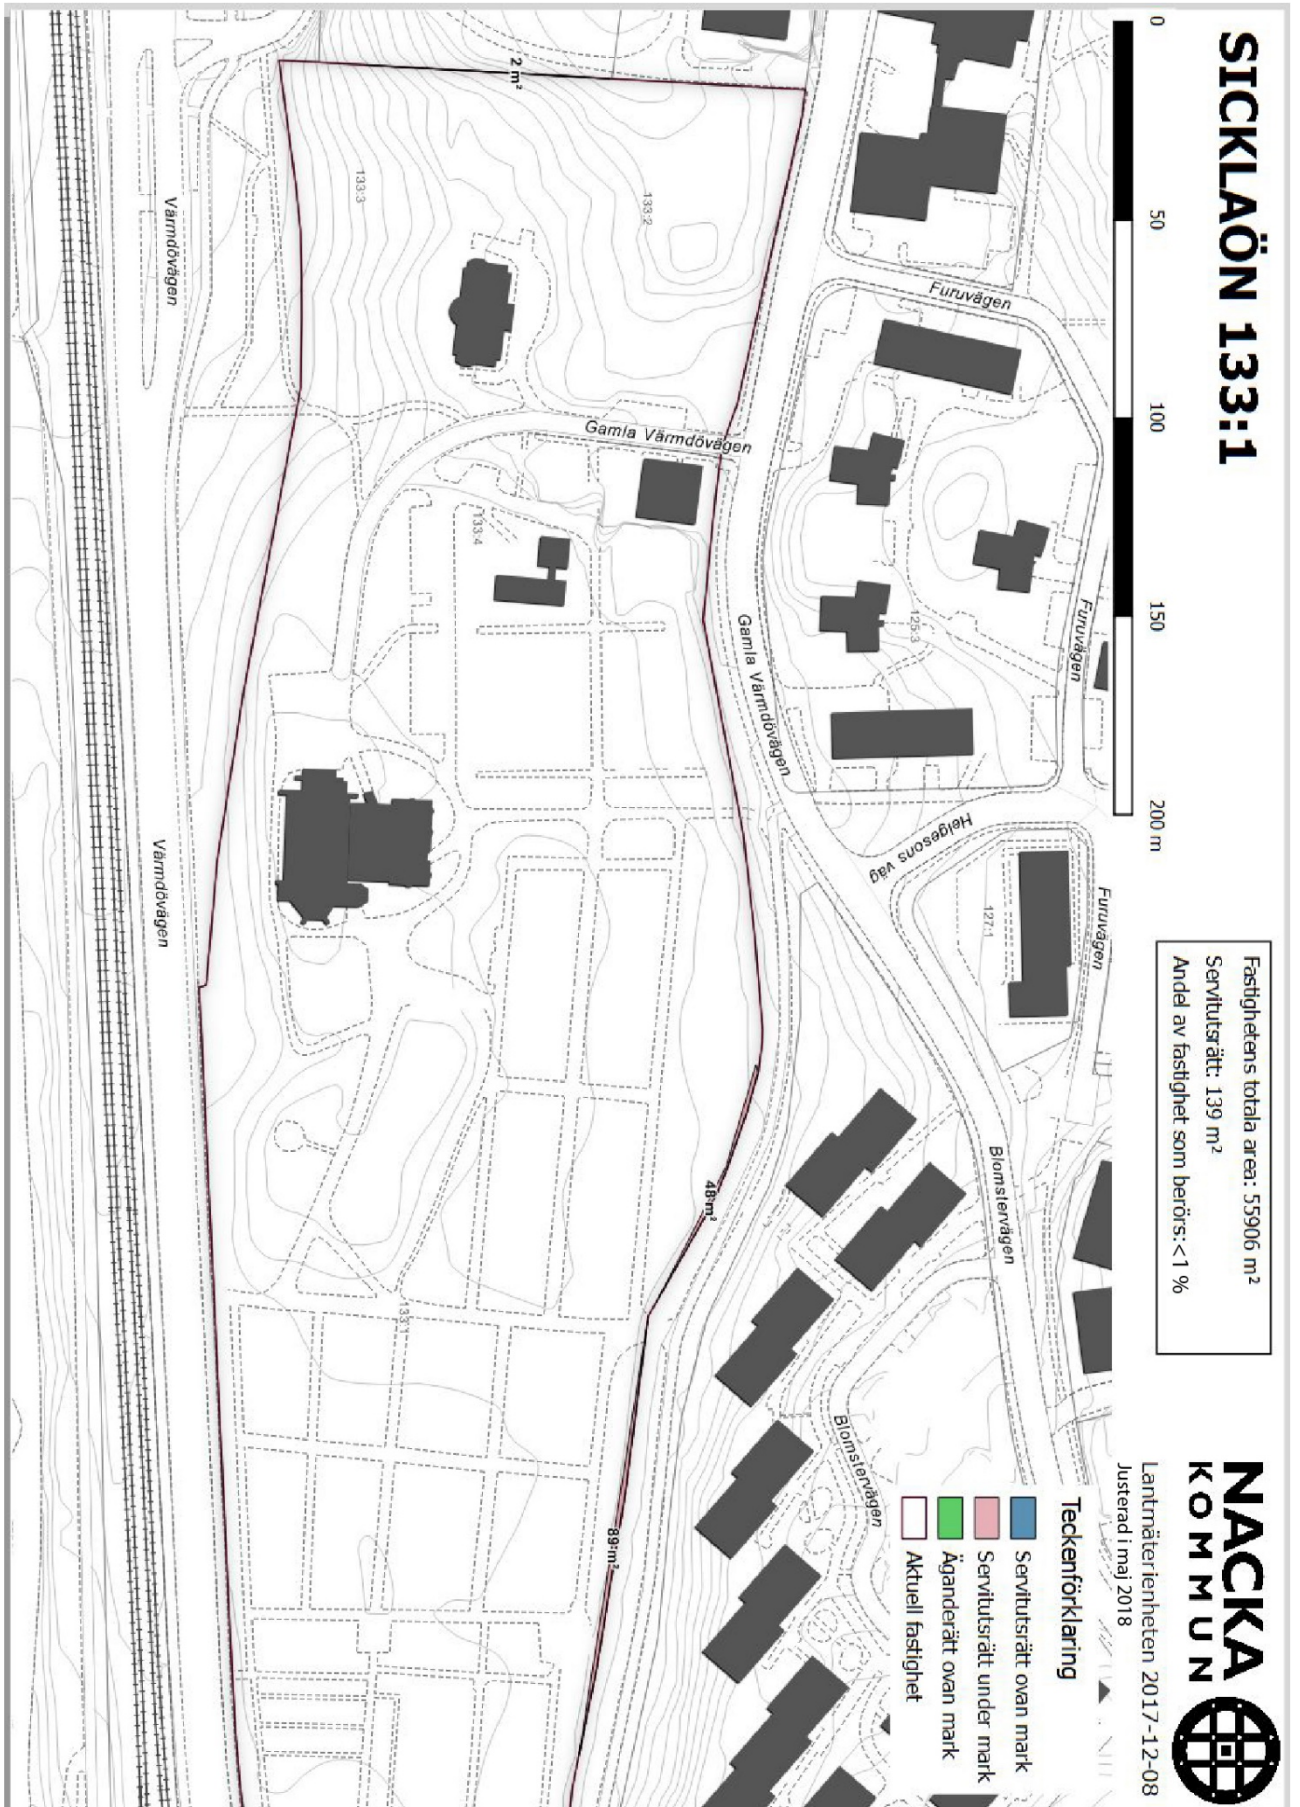 SICKLAÖN 133:1
0
50
100
150
200 m
Fastighetens totala area: 55906 m²
Servitutsrätt: 139 m²
Andel av fastighet som berörs:<1 %
NACKA
KOMMUN
Lantmäterienheten 2017-12-08
Justerad i maj 2018
Teckenförklaring
Servitutsrätt ovan mark
Servitutsrätt under mark
Äganderätt ovan mark
Aktuell fastighet
Furuvägen
Furuvägen
Furuvägen
Helgesons väg
127:1
125:3
Gamla Värmdövägen
Gamla Värmdövägen
Blomstervägen
Blomstervägen
2 m²
48 m²
89 m²
133:2
133:3
133:4
133:1
Värmdövägen
Värmdövägen